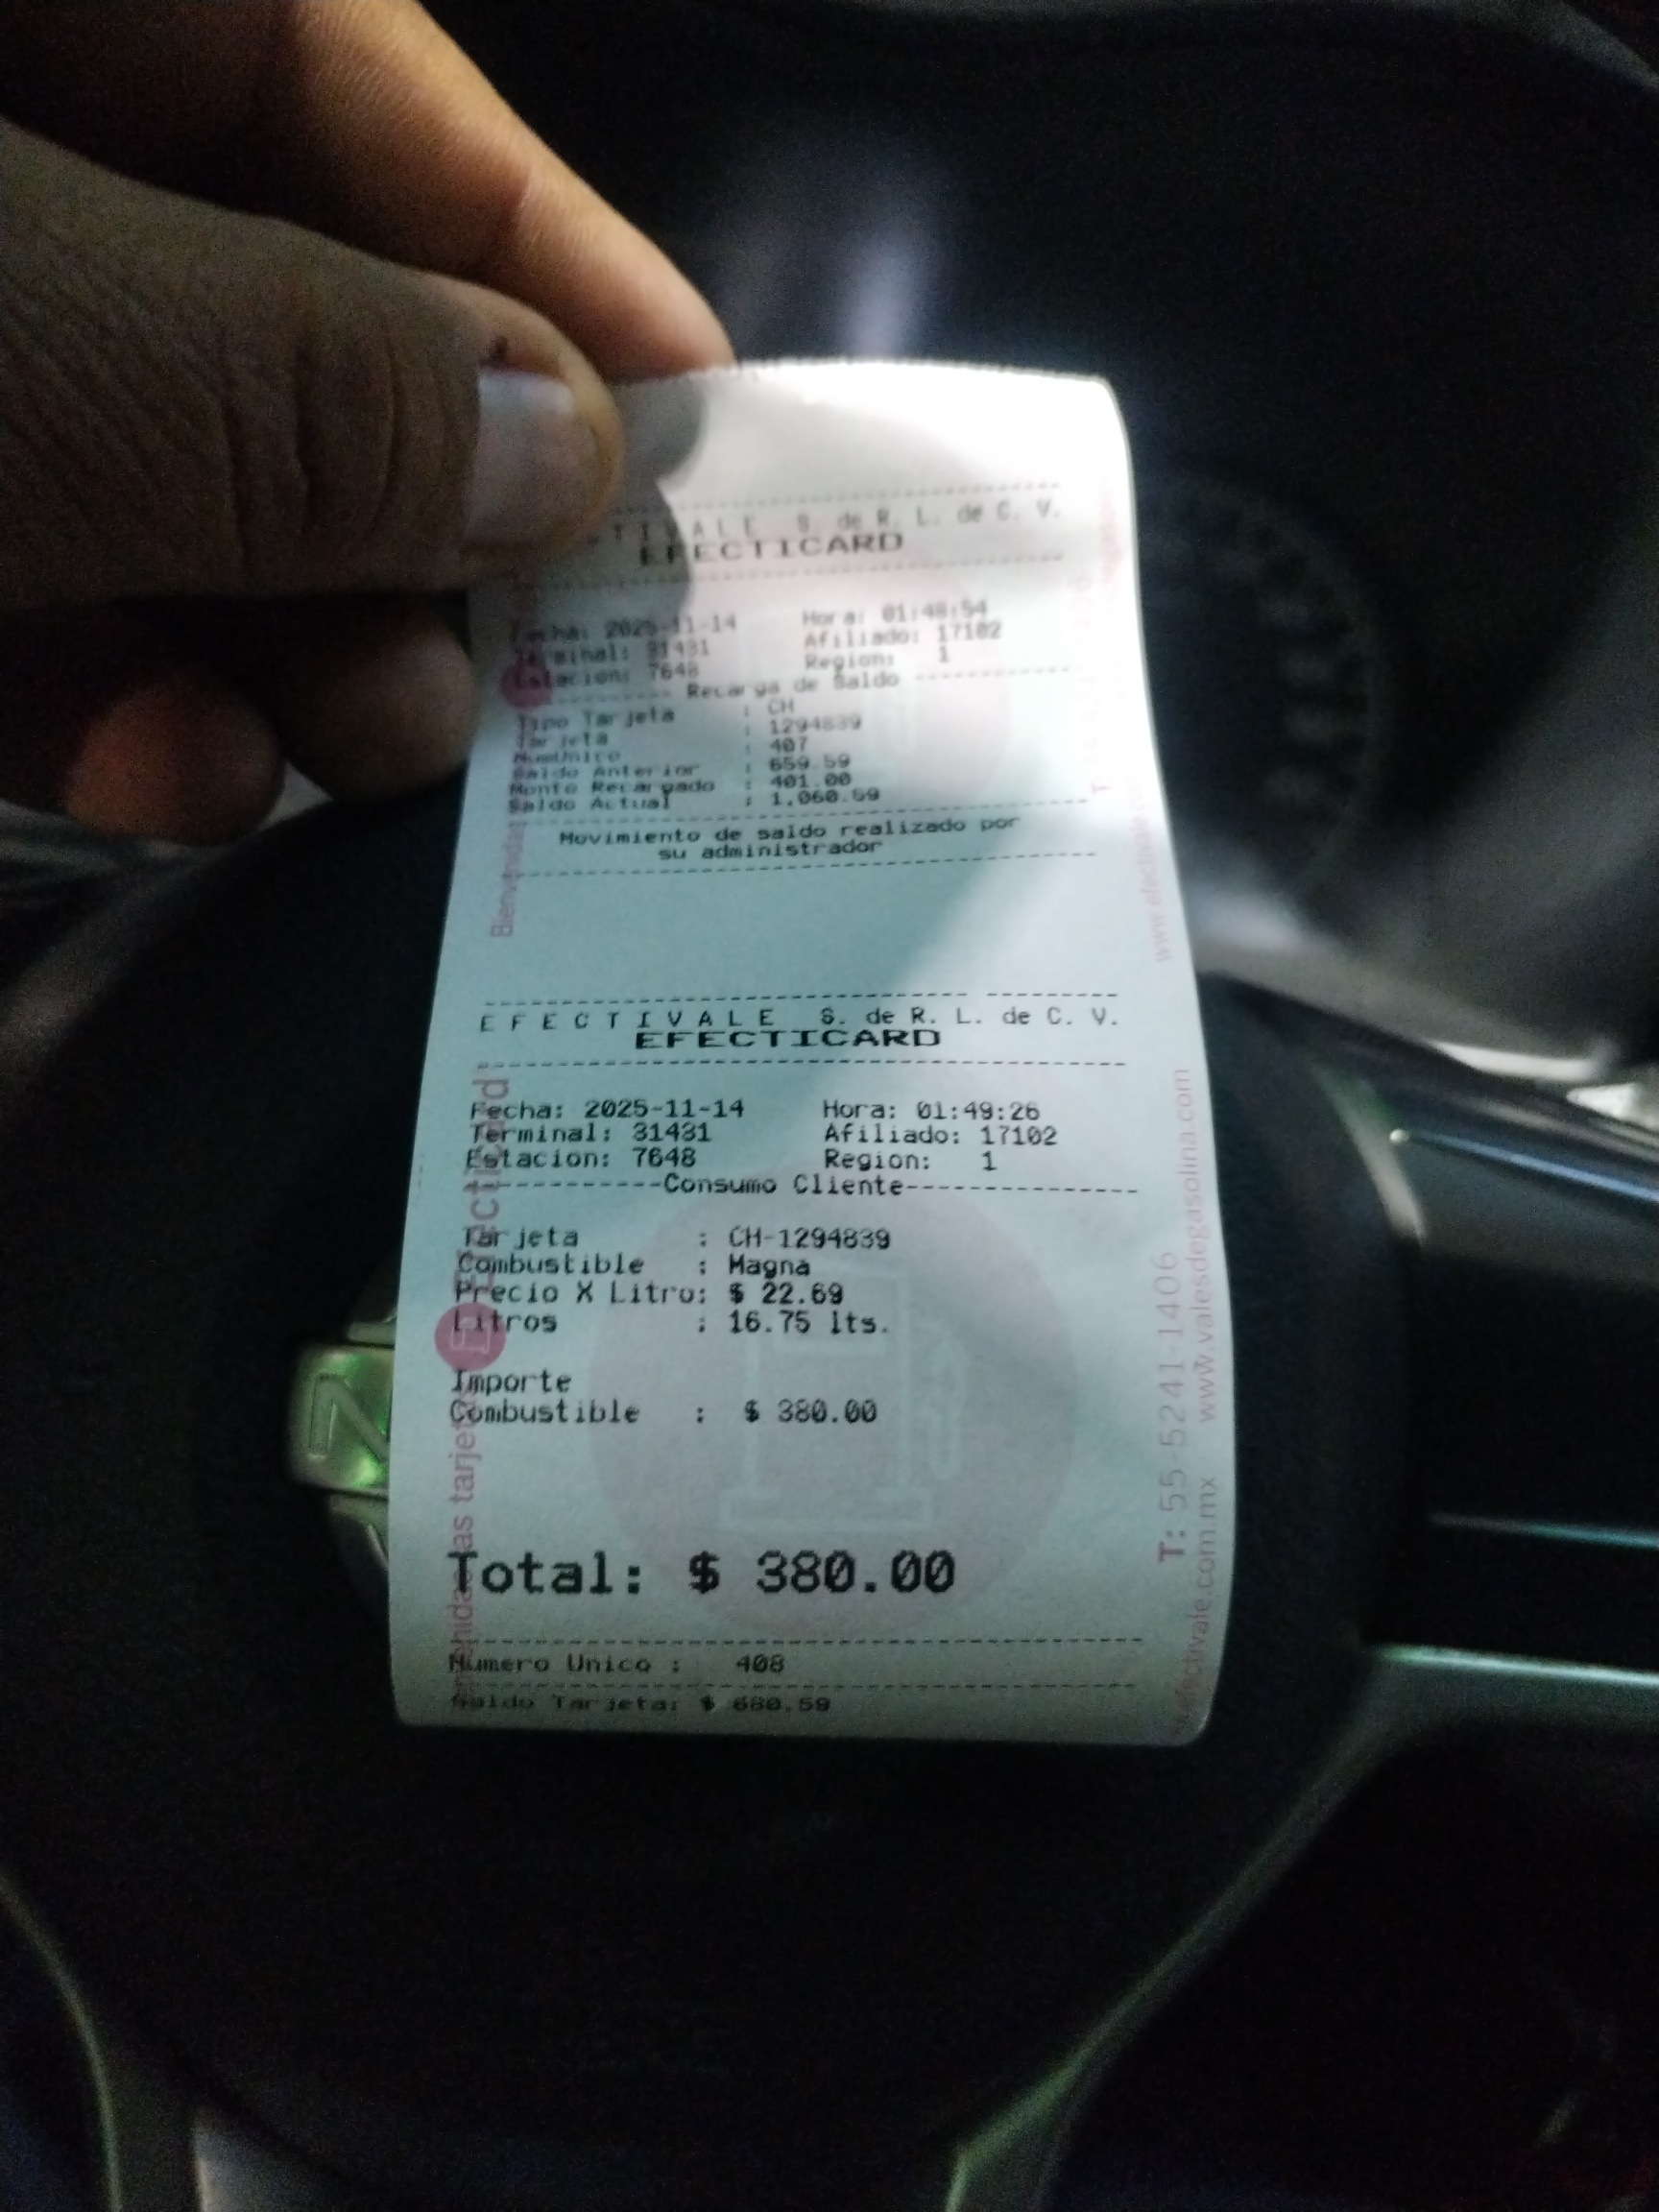 S. de R. L. de C. V.
EFECTICARD
Fecha: 2025-11-14 Hora: 01:48:54
Terminal: 31431 Afiliado: 17102
Estacion: 7648 Region: 1
---------- Recarga de Saldo ----------
Tipo Tarjeta : CH
Tarjeta : 1294839
NumUnico : 407
Saldo Anterior : 659.59
Monto Recargado : 401.00
Saldo Actual : 1,060.59
Movimiento de saldo realizado por
su administrador
EFECTIVALE S. de R. L. de C. V.
EFECTICARD
Fecha: 2025-11-14 Hora: 01:49:26
Terminal: 31431 Afiliado: 17102
Estacion: 7648 Region: 1
----------Consumo Cliente----------
Tarjeta : CH-1294839
Combustible : Magna
Precio X Litro: $ 22.69
Litros : 16.75 lts.
Importe
Combustible : $ 380.00
Total: $ 380.00
Numero Unico : 408
Saldo Tarjeta: $ 680.59
T: 55 5241-1406
www.valesdegasolina.com